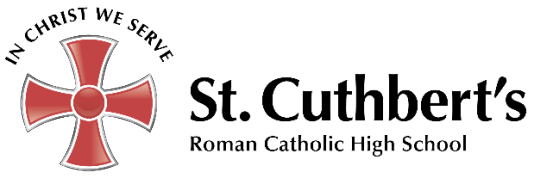 IN CHRIST WE SERVE
St. Cuthbert's
Roman Catholic High School